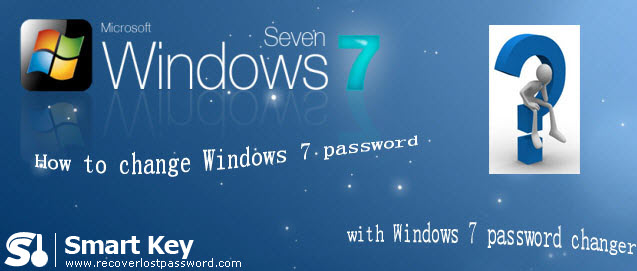 Microsoft
Windows Seven 7
How to change Windows 7 password
with Windows 7 password changer
Smart Key
www.recoverlostpassword.com